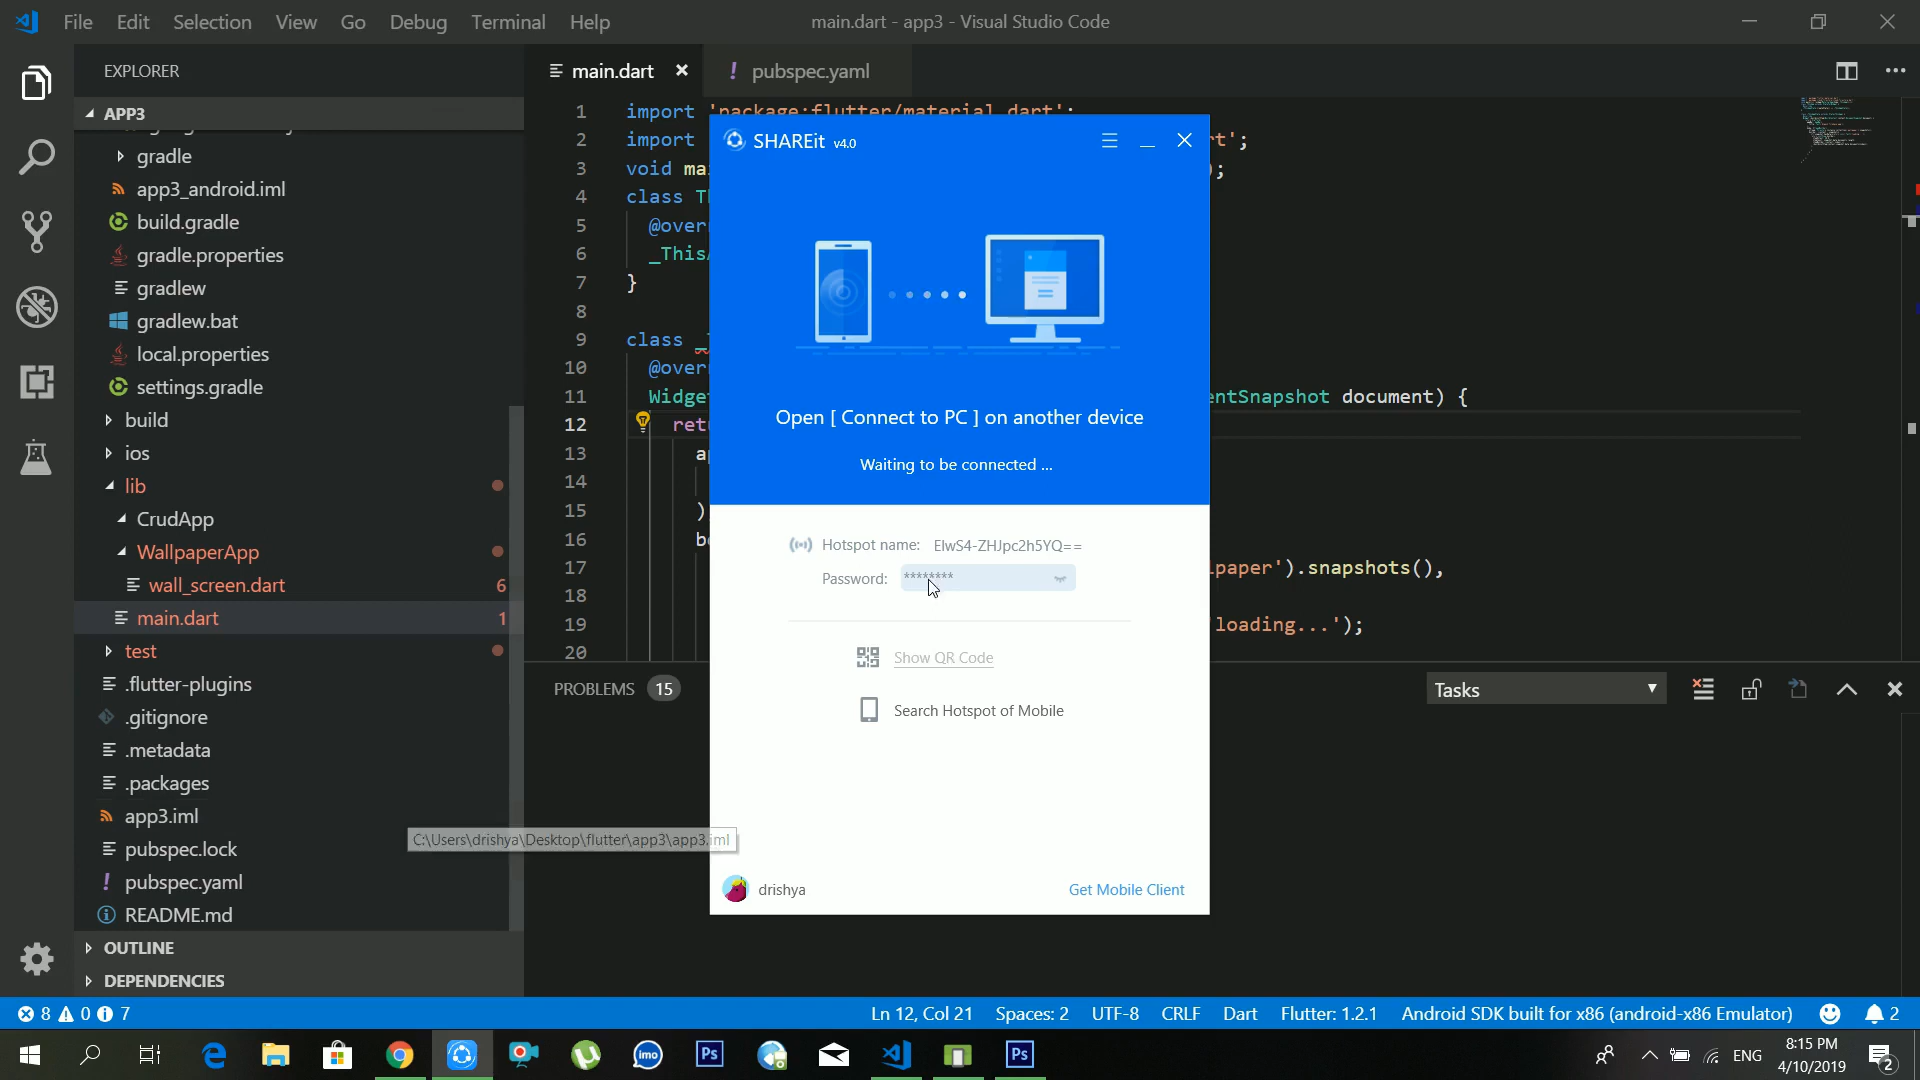 File Edit Selection View Go Debug Terminal Help
main.dart - app3 - Visual Studio Code
EXPLORER
APP3
gradle
app3_android.iml
build.gradle
gradle.properties
gradlew
gradlew.bat
local.properties
settings.gradle
build
ios
lib
CrudApp
WallpaperApp
wall_screen.dart 6
main.dart 1
test
.flutter-plugins
.gitignore
.metadata
.packages
app3.iml
C:\Users\drishya\Desktop\flutter\app3\app3.iml
pubspec.lock
! pubspec.yaml
README.md
OUTLINE
DEPENDENCIES
main.dart
! pubspec.yaml
1 import 'package:flutter/material.dart';
2 import rt';
3 void ma );
4 class T
5 @over
6 _This
7 }
8
9 class _
10 @over
11 Widge entSnapshot document) {
12 ret
13 a
14
15 )
16 b
17 lpaper').snapshots(),
18
19 'loading...');
20
SHAREit v4.0
Open [ Connect to PC ] on another device
Waiting to be connected ...
Hotspot name: ElwS4-ZHJpc2h5YQ==
Password: ********
Show QR Code
Search Hotspot of Mobile
drishya
Get Mobile Client
PROBLEMS 15
Tasks
8 0 7
Ln 12, Col 21 Spaces: 2 UTF-8 CRLF Dart Flutter: 1.2.1 Android SDK built for x86 (android-x86 Emulator) 2
imo
Ps
Ps
ENG
8:15 PM
4/10/2019
2